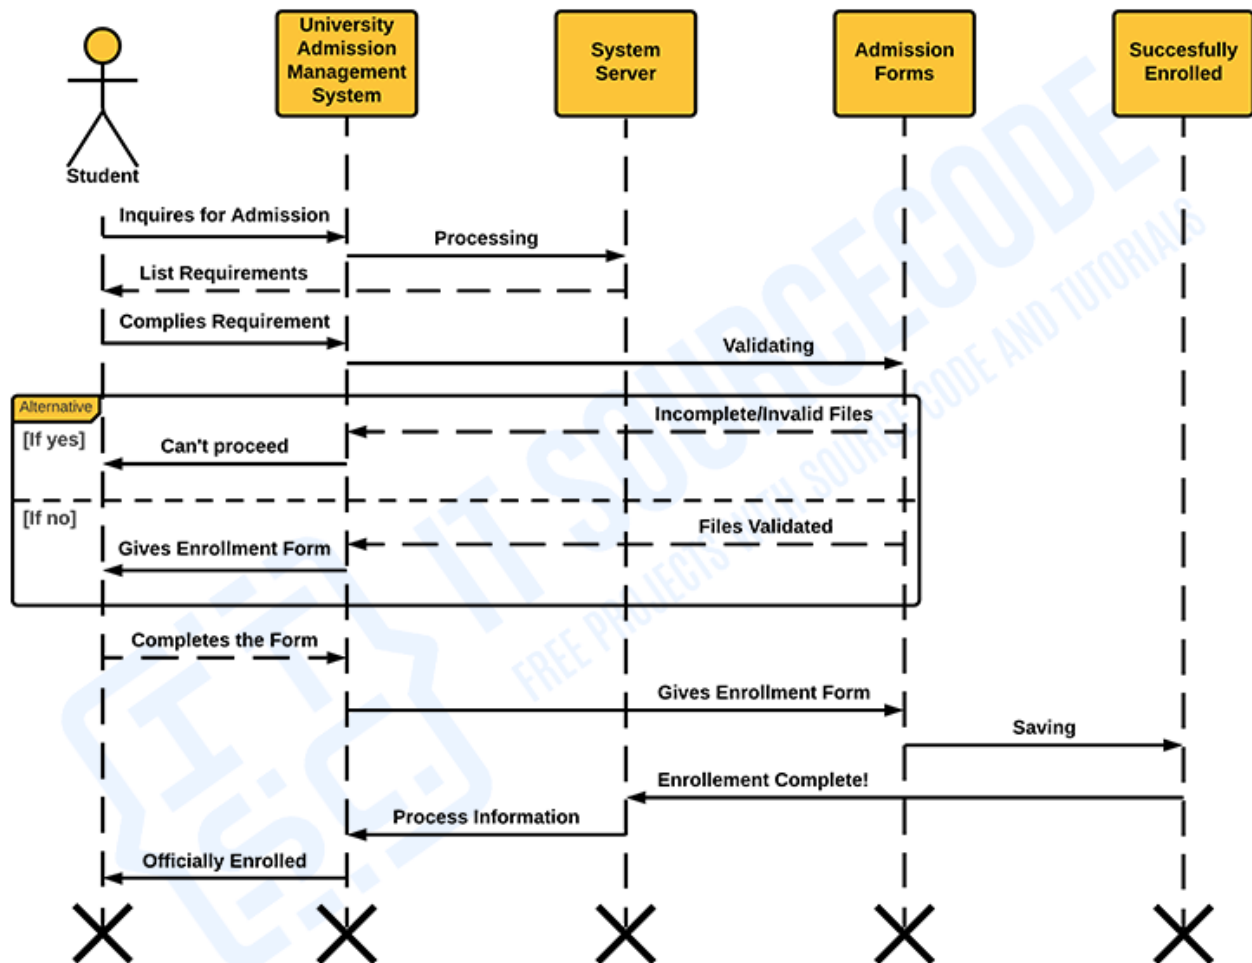 University
Admission
Management
System
System
Server
Admission
Forms
Succesfully
Enrolled
Student
Inquires for Admission
Processing
List Requirements
Complies Requirement
Validating
Alternative
Incomplete/Invalid Files
[If yes]
Can't proceed
[If no]
Files Validated
Gives Enrollment Form
Completes the Form
Gives Enrollment Form
Saving
Enrollement Complete!
Process Information
Officially Enrolled
IT SOURCECODE
FREE PROJECTS WITH SOURCE CODE AND TUTORIALS